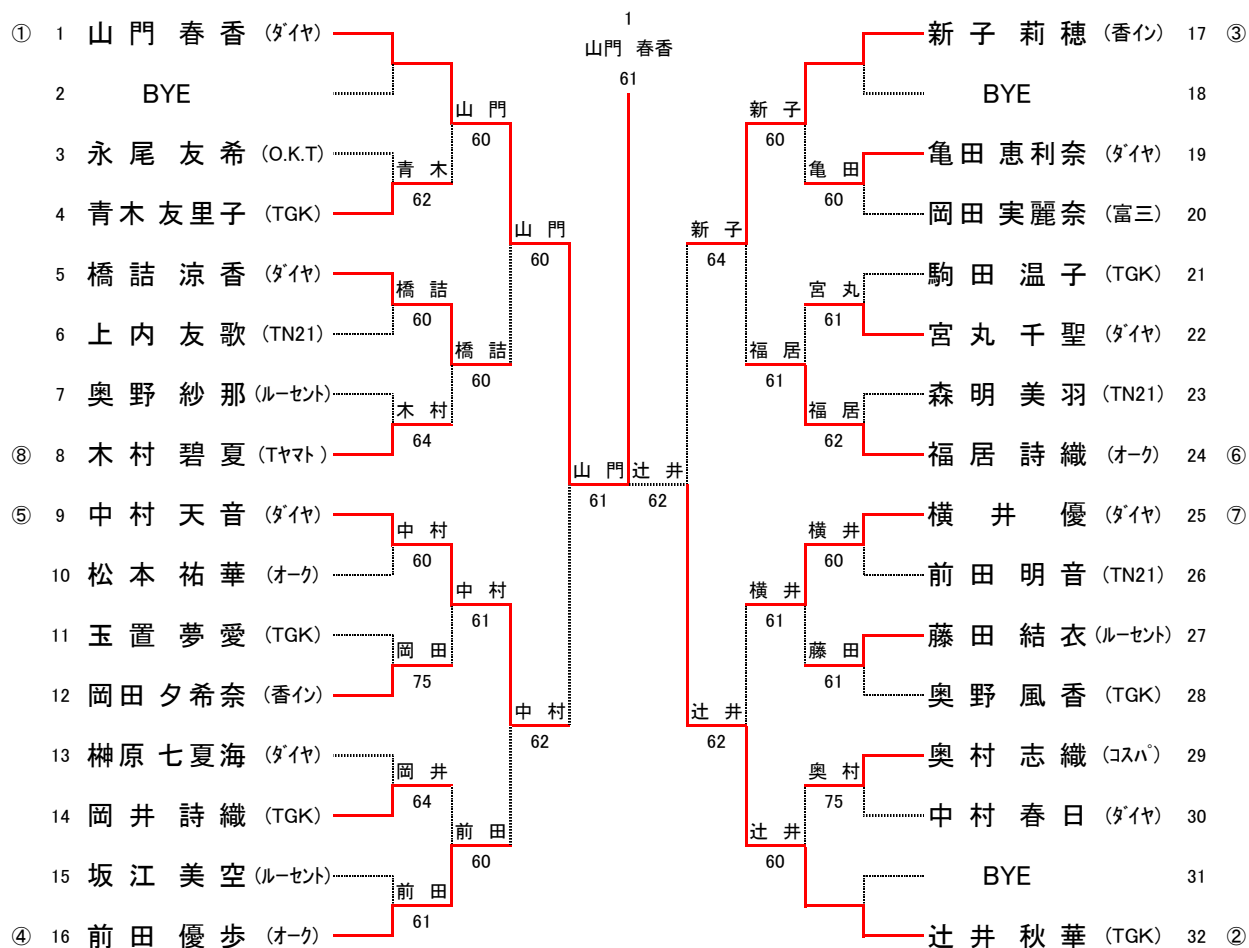 1
山門 春香
61
① 1 山門 春香 (ダイヤ)
2 BYE
3 永尾 友希 (O.K.T)
4 青木 友里子 (TGK)
5 橋詰 涼香 (ダイヤ)
6 上内 友歌 (TN21)
7 奥野 紗那 (ルーセント)
⑧ 8 木村 碧夏 (Tヤマト)
⑤ 9 中村 天音 (ダイヤ)
10 松本 祐華 (オーク)
11 玉置 夢愛 (TGK)
12 岡田 夕希奈 (香イン)
13 榊原 七夏海 (ダイヤ)
14 岡井 詩織 (TGK)
15 坂江 美空 (ルーセント)
④ 16 前田 優歩 (オーク)
青木
62
橋詰
60
木村
64
中村
60
岡田
75
岡井
64
前田
61
山門
60
橋詰
60
中村
61
前田
60
山門
60
中村
62
山門
61
辻井
62
新子
64
辻井
62
新子
60
福居
61
横井
61
辻井
60
亀田
60
宮丸
61
福居
62
横井
60
藤田
61
奥村
75
新子 莉穂 (香イン) 17 ③
BYE 18
亀田 恵利奈 (ダイヤ) 19
岡田 実麗奈 (富三) 20
駒田 温子 (TGK) 21
宮丸 千聖 (ダイヤ) 22
森明 美羽 (TN21) 23
福居 詩織 (オーク) 24 ⑥
横井 優 (ダイヤ) 25 ⑦
前田 明音 (TN21) 26
藤田 結衣 (ルーセント) 27
奥野 風香 (TGK) 28
奥村 志織 (コスパ) 29
中村 春日 (ダイヤ) 30
BYE 31
辻井 秋華 (TGK) 32 ②